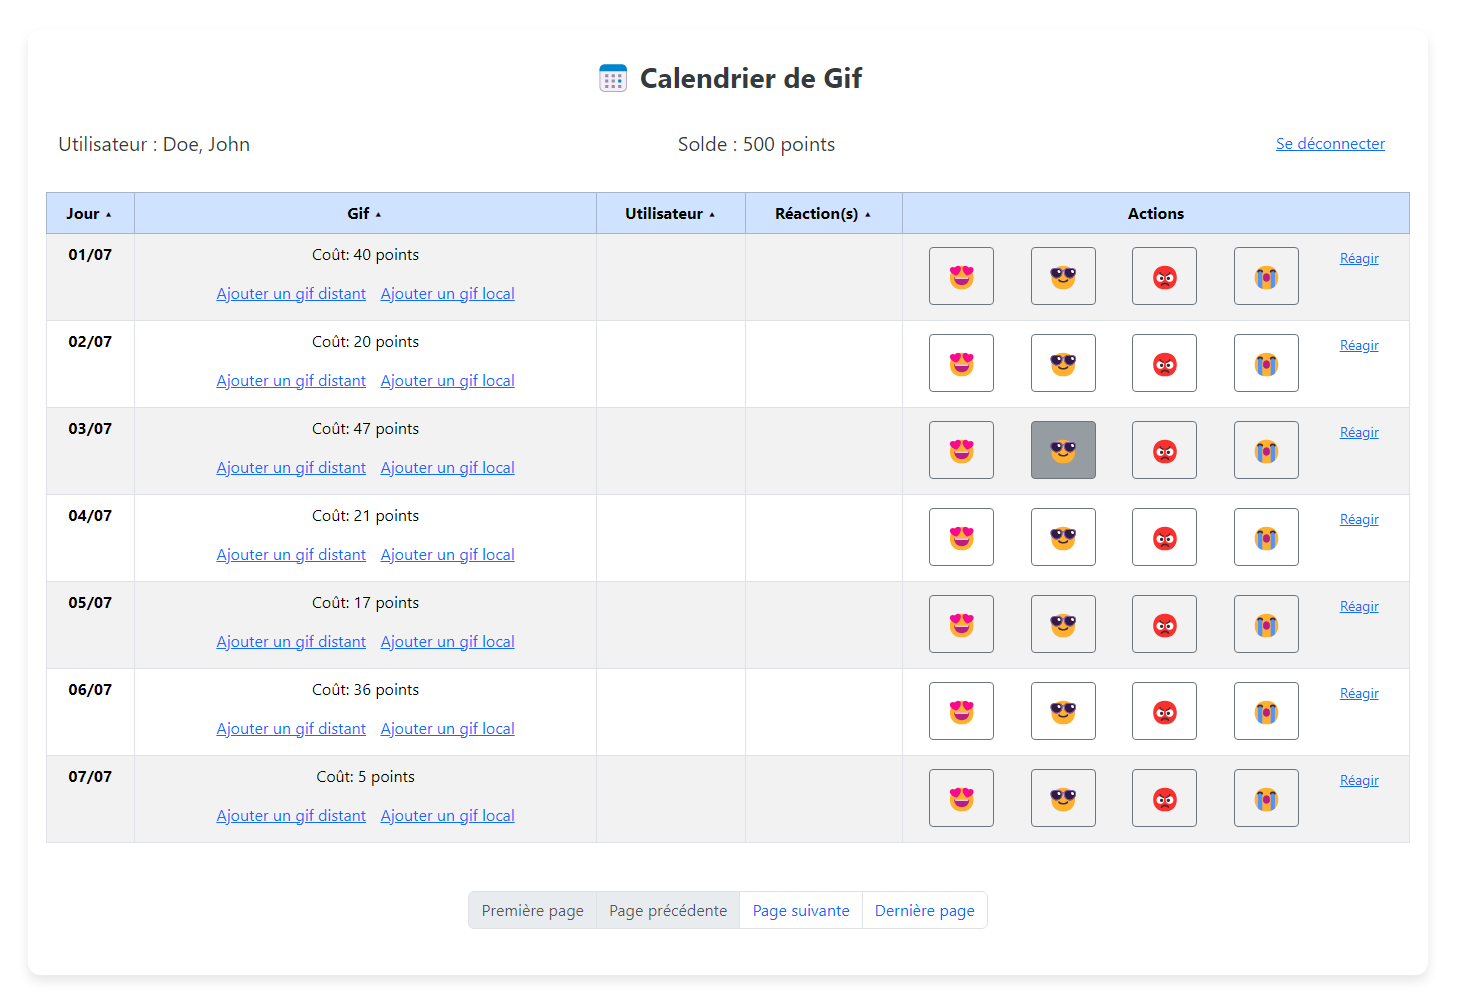 Calendrier de Gif
Utilisateur : Doe, John
Solde : 500 points
Se déconnecter
Jour ▲ Gif ▲ Utilisateur ▲ Réaction(s) ▲ Actions
01/07 Coût: 40 points Réagir
Ajouter un gif distant Ajouter un gif local
02/07 Coût: 20 points Réagir
Ajouter un gif distant Ajouter un gif local
03/07 Coût: 47 points Réagir
Ajouter un gif distant Ajouter un gif local
04/07 Coût: 21 points Réagir
Ajouter un gif distant Ajouter un gif local
05/07 Coût: 17 points Réagir
Ajouter un gif distant Ajouter un gif local
06/07 Coût: 36 points Réagir
Ajouter un gif distant Ajouter un gif local
07/07 Coût: 5 points Réagir
Ajouter un gif distant Ajouter un gif local
Première page Page précédente Page suivante Dernière page